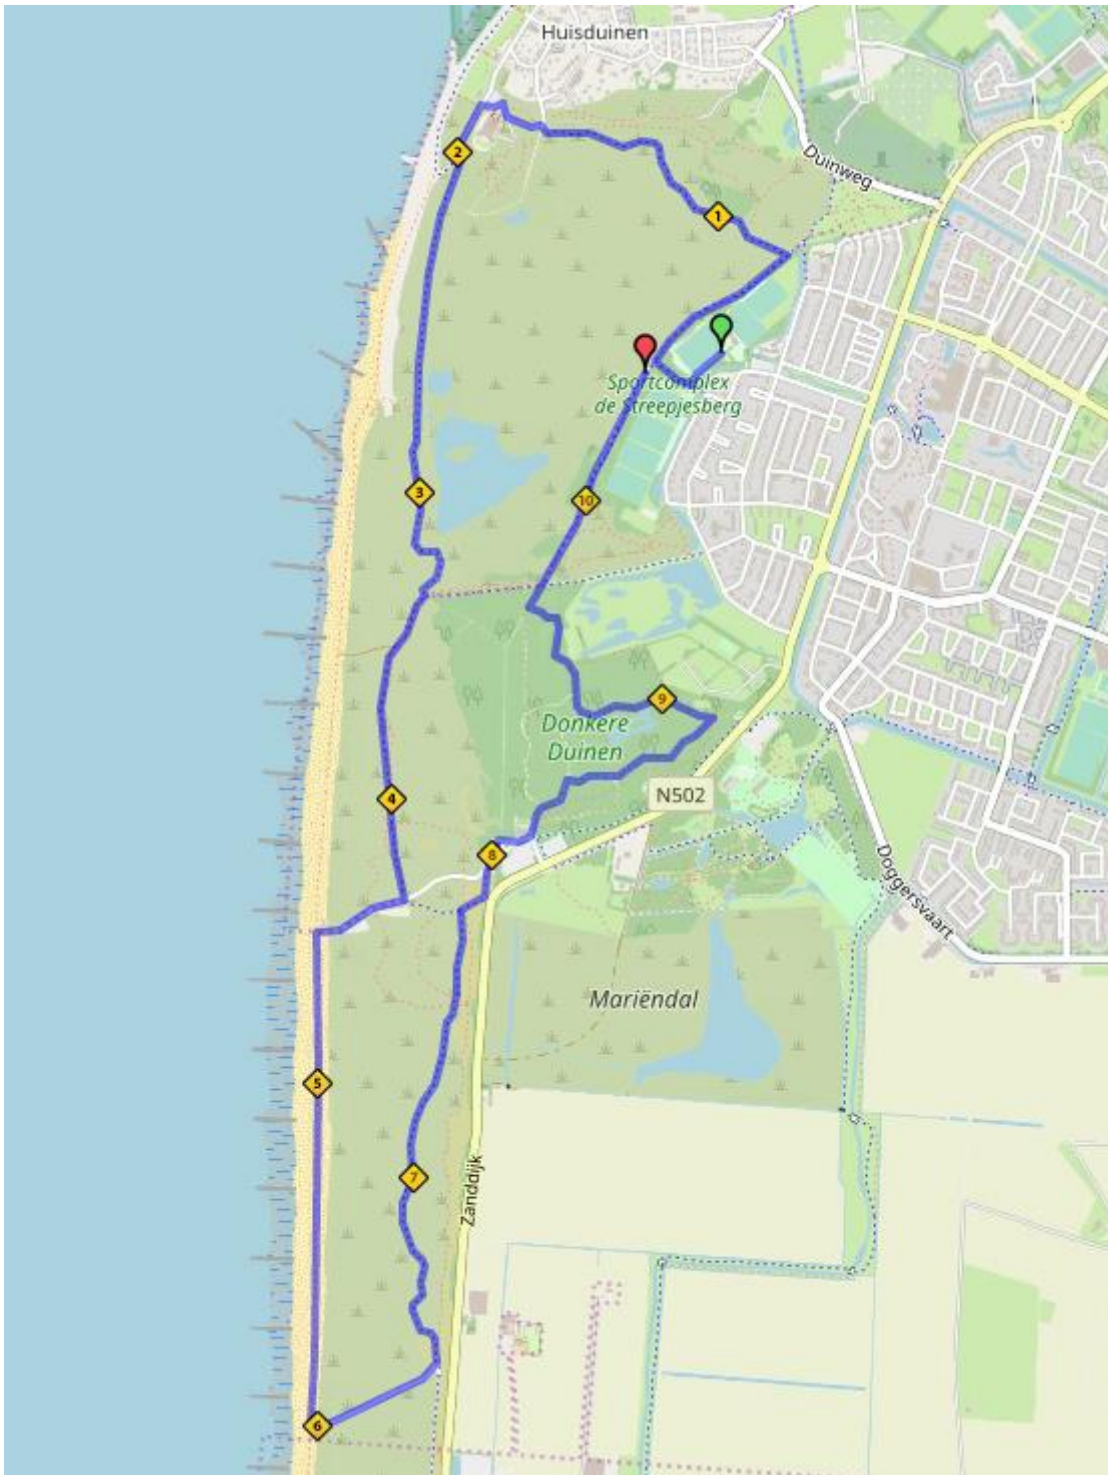 Huisduinen
2
Duinweg
1
Sportcomplex
de Streepjesberg
3
10
9
Donkere
Duinen
4
N502
8
Doggersvaart
Mariëndal
5
7
Zanddijk
6